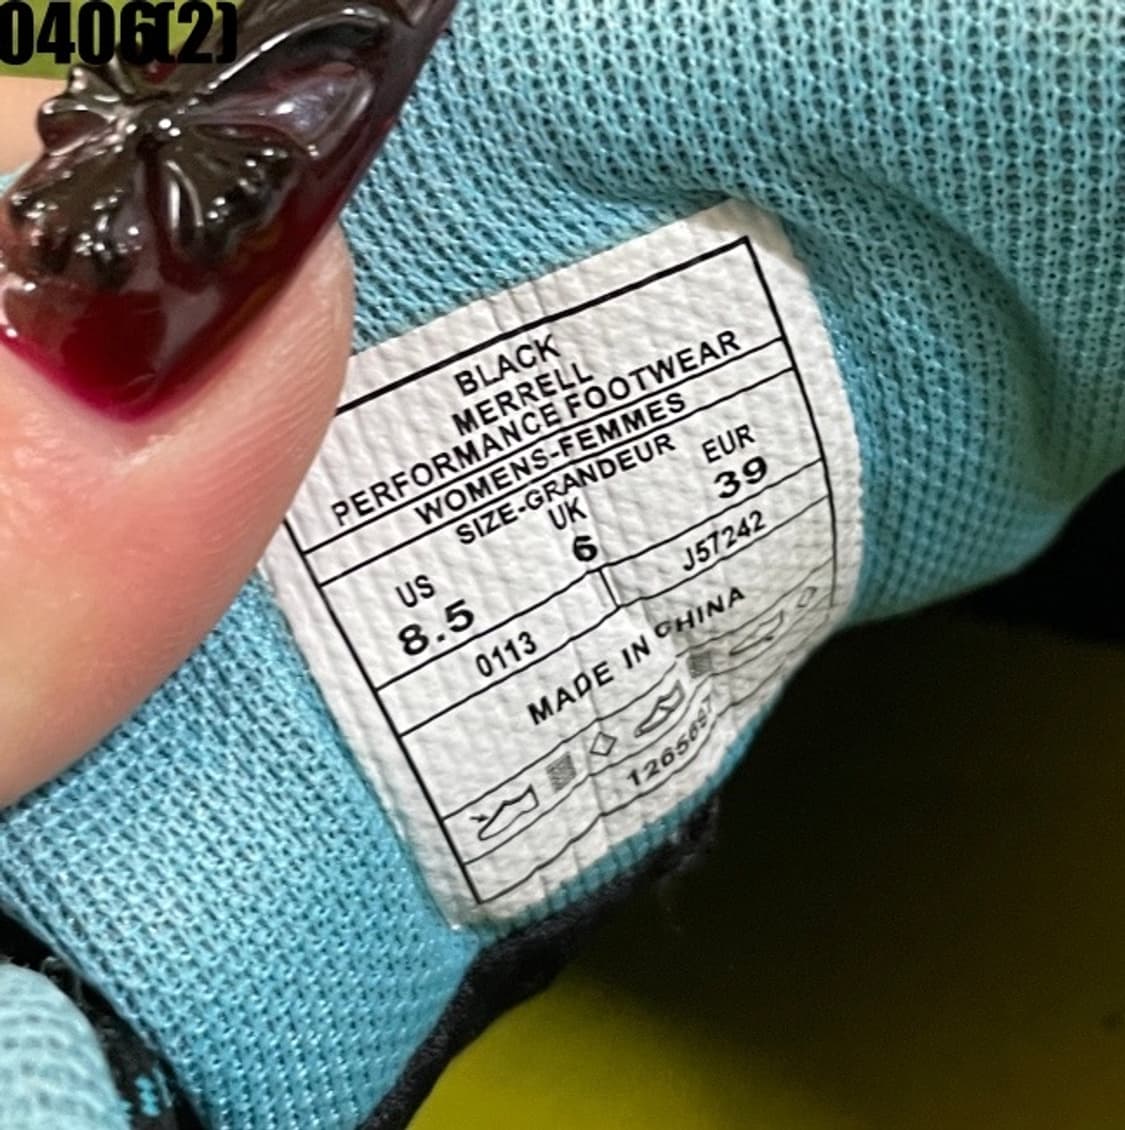 0406(2)
BLACK
MERRELL
PERFORMANCE FOOTWEAR
WOMENS-FEMMES
SIZE-GRANDEUR
US UK EUR
8.5 6 39
0113 J57242
MADE IN CHINA